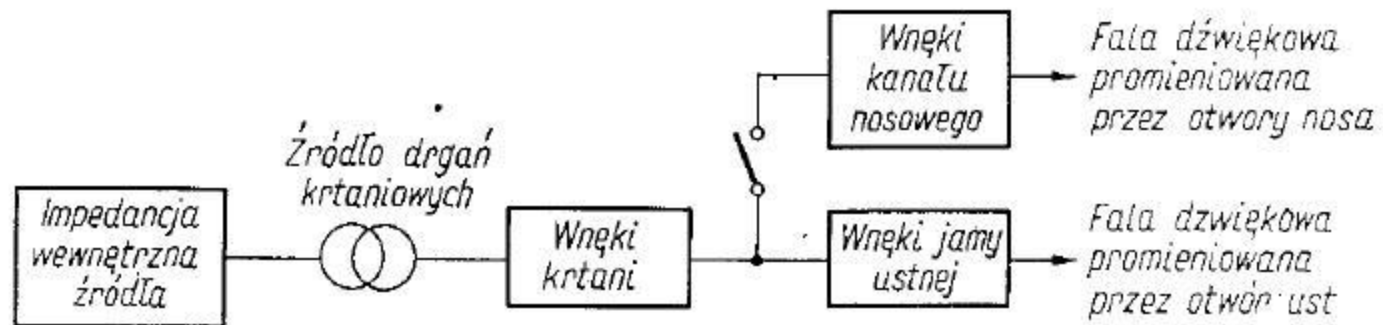 Impedancja
wewnętrzna
źródła
Źródło drgań
krtaniowych
Wnęki
krtani
Wnęki
kanału
nosowego
Fala dźwiękowa
promieniowana
przez otwory nosa
Wnęki jamy
ustnej
Fala dzwiękowa
promieniowana
przez otwór ust